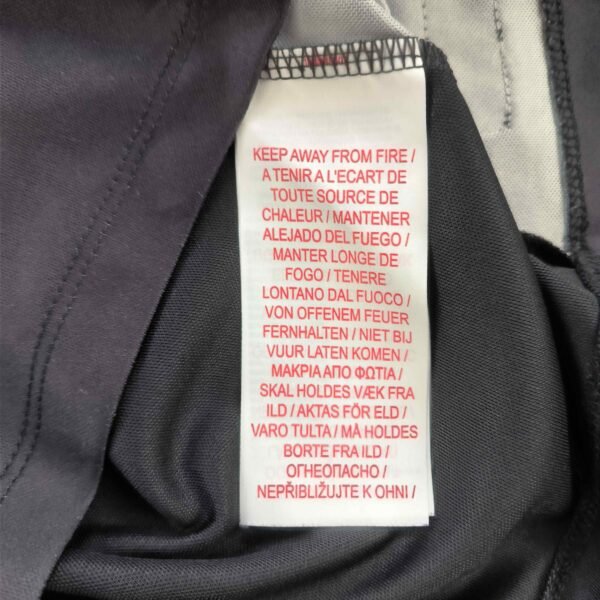 KEEP AWAY FROM FIRE /
A TENIR A L'ECART DE
TOUTE SOURCE DE
CHALEUR / MANTENER
ALEJADO DEL FUEGO /
MANTER LONGE DE
FOGO / TENERE
LONTANO DAL FUOCO /
VON OFFENEM FEUER
FERNHALTEN / NIET BIJ
VUUR LATEN KOMEN /
ΜΑΚΡΙΑ ΑΠΟ ΦΩΤΙΑ /
SKAL HOLDES VÆK FRA
ILD / AKTAS FÖR ELD /
VARO TULTA / MÅ HOLDES
BORTE FRA ILD /
ОГНЕОПАСНО /
NEPŘIBLIŽUJTE K OHNI /